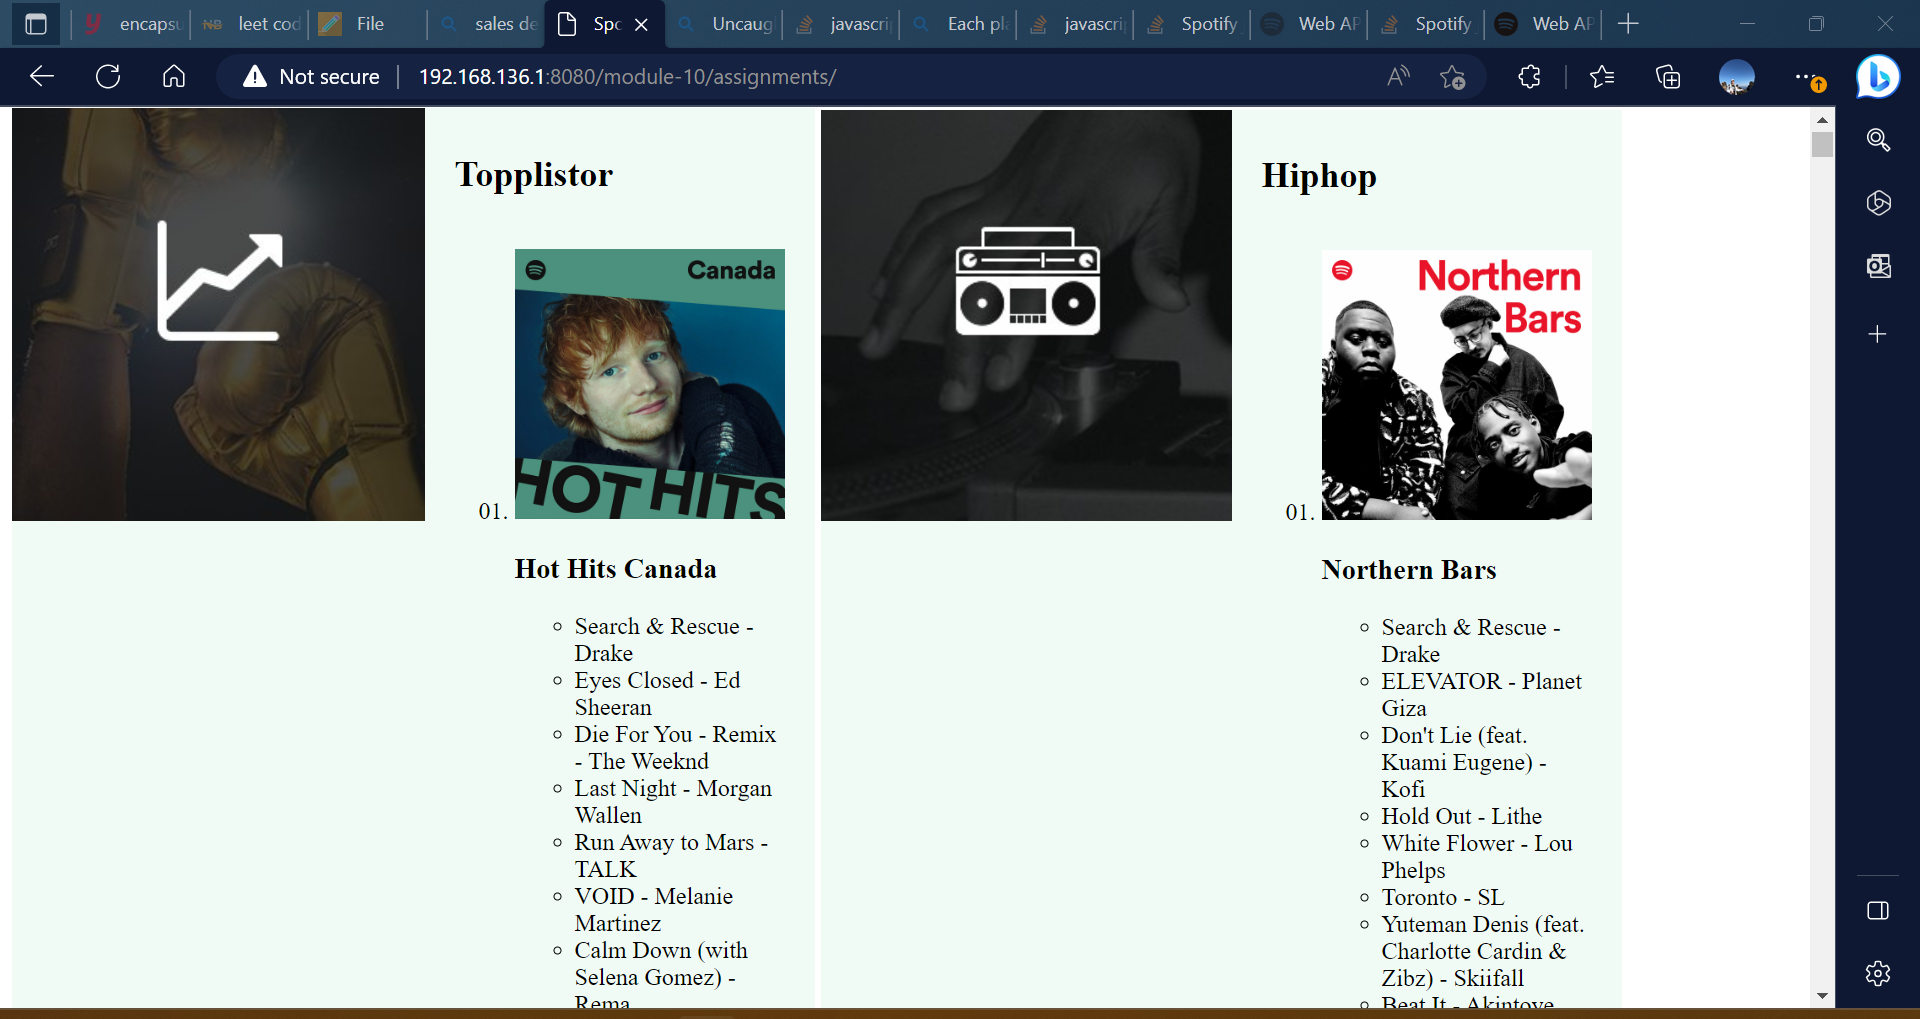 encapsu
leet cod
File
sales de
Spo
Uncaug
javascri
Each pla
javascri
Spotify
Web AP
Spotify
Web AP
Not secure
192.168.136.1:8080/module-10/assignments/
Topplistor
Canada
HOT HITS
01.
Hot Hits Canada
Search & Rescue -
Drake
Eyes Closed - Ed
Sheeran
Die For You - Remix
- The Weeknd
Last Night - Morgan
Wallen
Run Away to Mars -
TALK
VOID - Melanie
Martinez
Calm Down (with
Selena Gomez) -
Rema
Hiphop
Northern
Bars
01.
Northern Bars
Search & Rescue -
Drake
ELEVATOR - Planet
Giza
Don't Lie (feat.
Kuami Eugene) -
Kofi
Hold Out - Lithe
White Flower - Lou
Phelps
Toronto - SL
Yuteman Denis (feat.
Charlotte Cardin &
Zibz) - Skiifall
Beat It - Akintoye